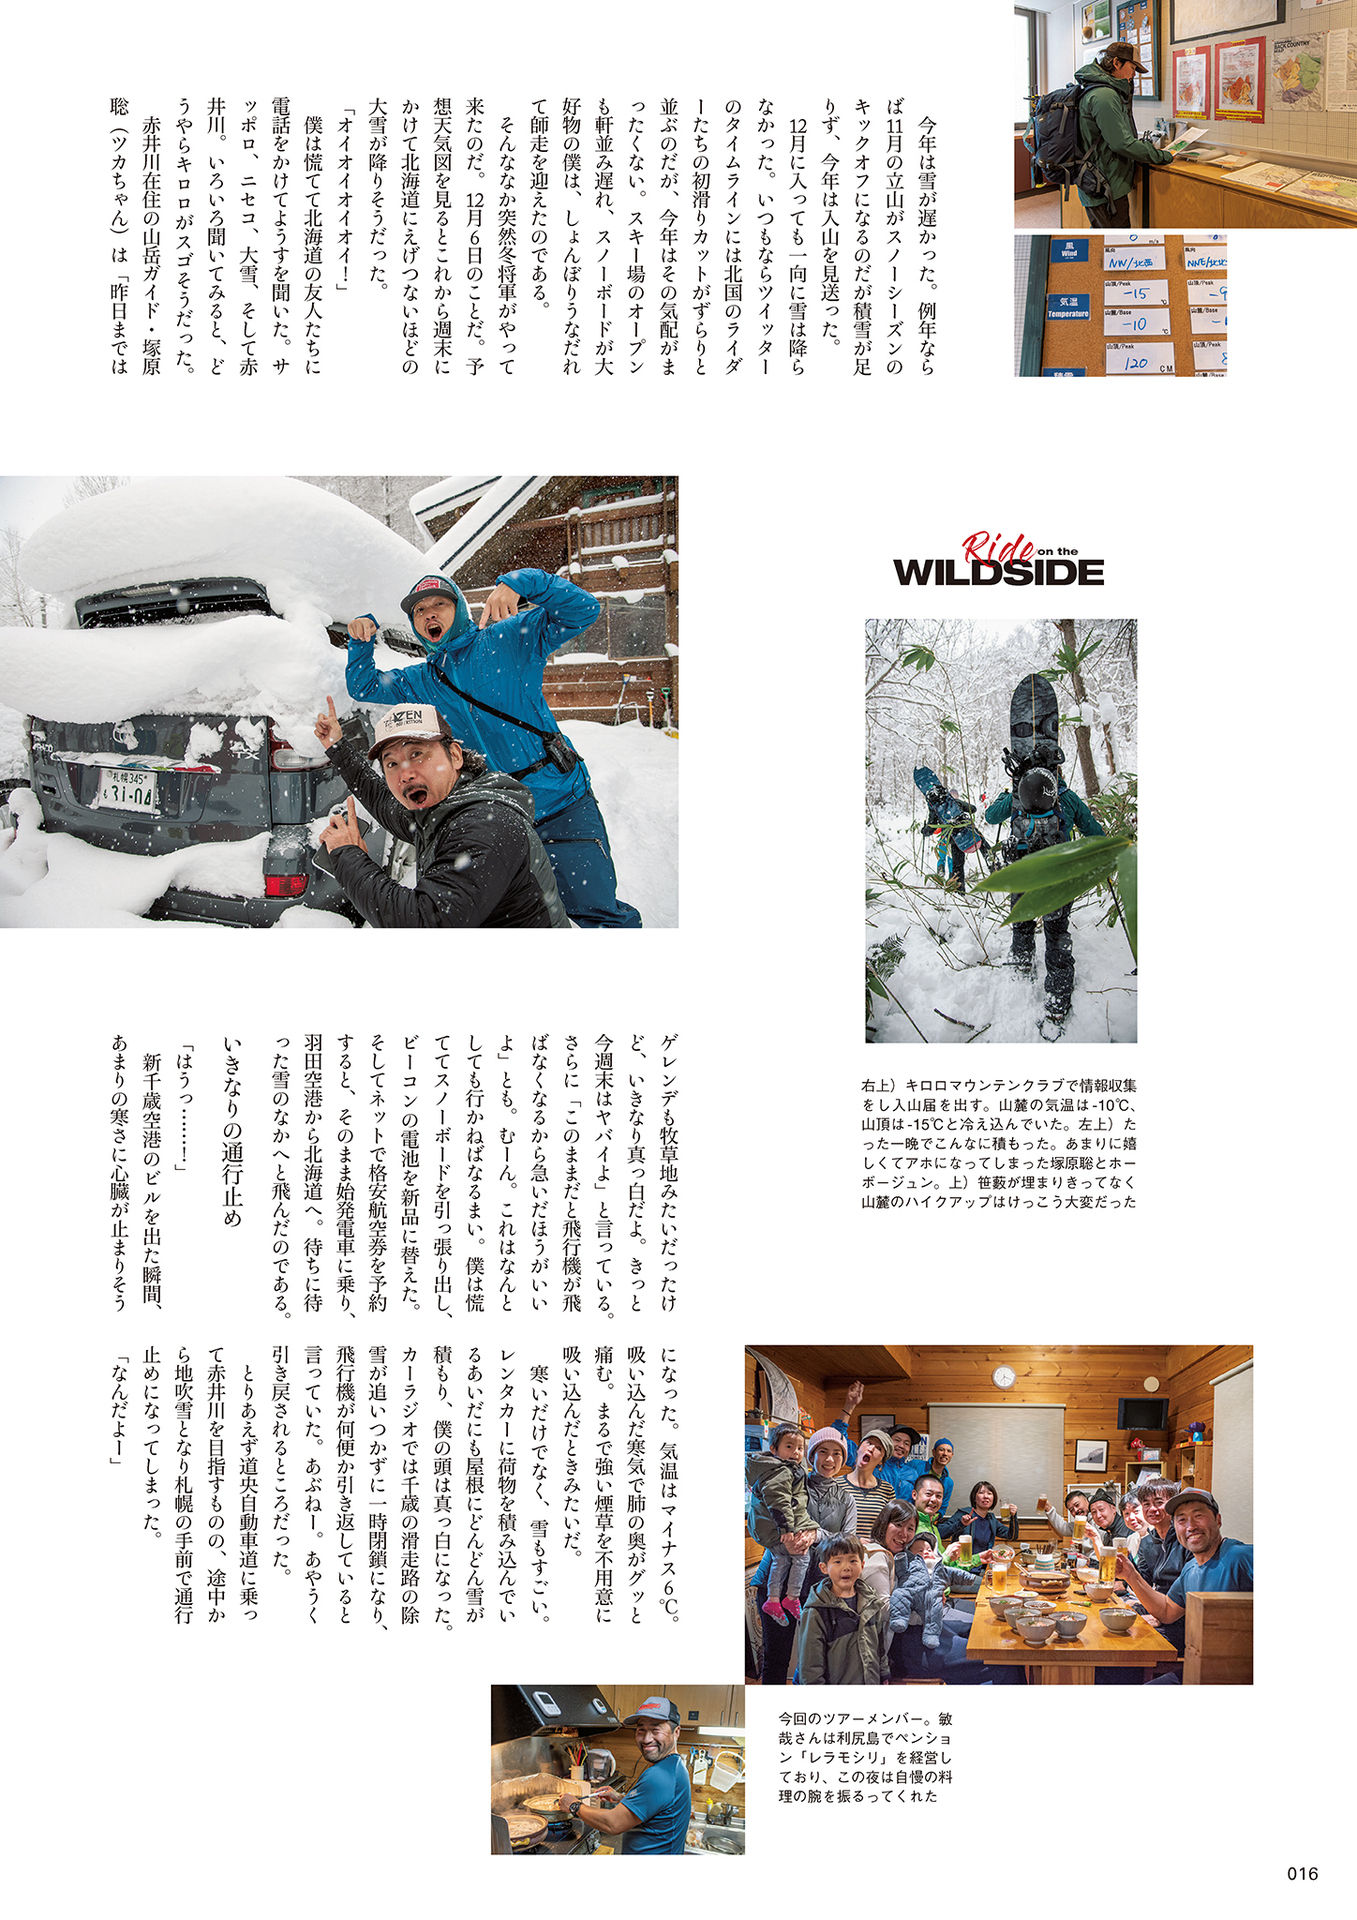 BACK COUNTRY
風
Wind
風向
m/s
NW/北西
NNE/北北
気温
Temperature
山頂/Peak
-15
℃
山頂/Peak
山麓/Base
-10
℃
山麓/Base
山頂/Peak
120
CM
山頂/Peak
積雪
山麓/Base
今年は雪が遅かった。例年なら
ば11月の立山がスノーシーズンの
キックオフになるのだが積雪が足
りず、今年は入山を見送った。
12月に入っても一向に雪は降ら
なかった。いつもならツイッター
のタイムラインには北国のライダ
ーたちの初滑りカットがずらりと
並ぶのだが、今年はその気配がま
ったくない。スキー場のオープン
も軒並み遅れ、スノーボードが大
好物の僕は、しょんぼりうなだれ
て師走を迎えたのである。
そんななか突然冬将軍がやって
来たのだ。12月6日のことだ。予
想天気図を見るとこれから週末に
かけて北海道にえげつないほどの
大雪が降りそうだった。
「オイオイオイオイ！」
僕は慌てて北海道の友人たちに
電話をかけてようすを聞いた。サ
ッポロ、ニセコ、大雪、そして赤
井川。いろいろ聞いてみると、ど
うやらキロロがスゴそうだった。
赤井川在住の山岳ガイド・塚原
聡（ツカちゃん）は「昨日までは
札幌 345
も 31-04
Ride on the
WILDSIDE
右上）キロロマウンテンクラブで情報収集
をし入山届を出す。山麓の気温は-10℃、
山頂は-15℃と冷え込んでいた。左上）た
った一晩でこんなに積もった。あまりに嬉
しくてアホになってしまった塚原聡とホー
ボージュン。上）笹藪が埋まりきってなく
山麓のハイクアップはけっこう大変だった
ゲレンデも牧草地みたいだったけ
ど、いきなり真っ白だよ。きっと
今週末はヤバイよ」と言っている。
さらに「このままだと飛行機が飛
ばなくなるから急いだほうがいい
よ」とも。むーん。これはなんと
しても行かねばなるまい。僕は慌
ててスノーボードを引っ張り出し、
ビーコンの電池を新品に替えた。
そしてネットで格安航空券を予約
すると、そのまま始発電車に乗り、
羽田空港から北海道へ。待ちに待
った雪のなかへと飛んだのである。
いきなりの通行止め
「はうっ………！」
新千歳空港のビルを出た瞬間、
あまりの寒さに心臓が止まりそう
になった。気温はマイナス6℃。
吸い込んだ寒気で肺の奥がグッと
痛む。まるで強い煙草を不用意に
吸い込んだときみたいだ。
寒いだけでなく、雪もすごい。
レンタカーに荷物を積み込んでい
るあいだにも屋根にどんどん雪が
積もり、僕の頭は真っ白になった。
カーラジオでは千歳の滑走路の除
雪が追いつかずに一時閉鎖になり、
飛行機が何便か引き返していると
言っていた。あぶねー。あやうく
引き戻されるところだった。
とりあえず道央自動車道に乗っ
て赤井川を目指すものの、途中か
ら地吹雪となり札幌の手前で通行
止めになってしまった。
「なんだよー」
今回のツアーメンバー。敏
哉さんは利尻島でペンショ
ン「レラモシリ」を経営し
ており、この夜は自慢の料
理の腕を振るってくれた
016